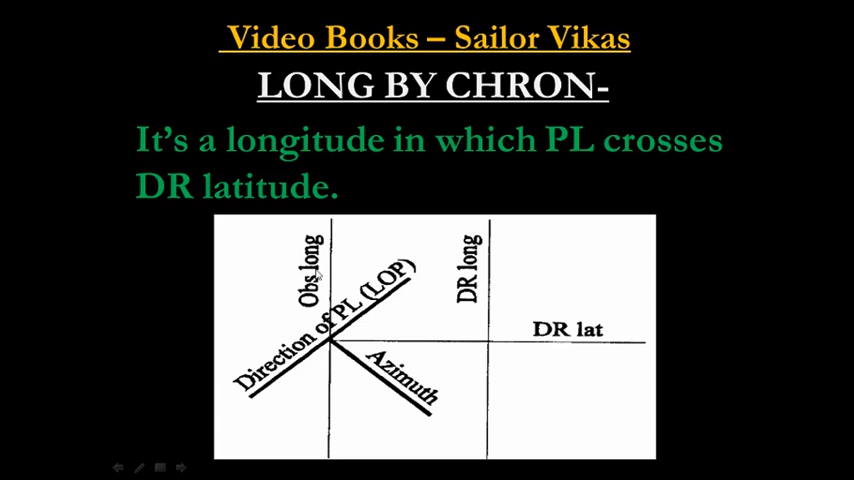 Video Books – Sailor Vikas
LONG BY CHRON-
It's a longitude in which PL crosses
DR latitude.
Obs long
Direction of PL (LOP)
DR long
DR lat
Azimuth